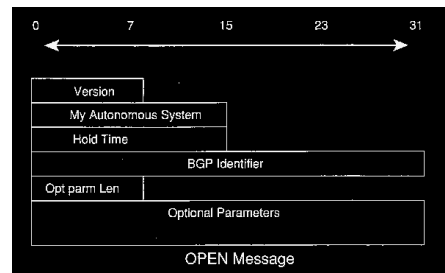 0 7 15 23 31
Version
My Autonomous System
Hold Time
BGP Identifier
Opt parm Len
Optional Parameters
OPEN Message